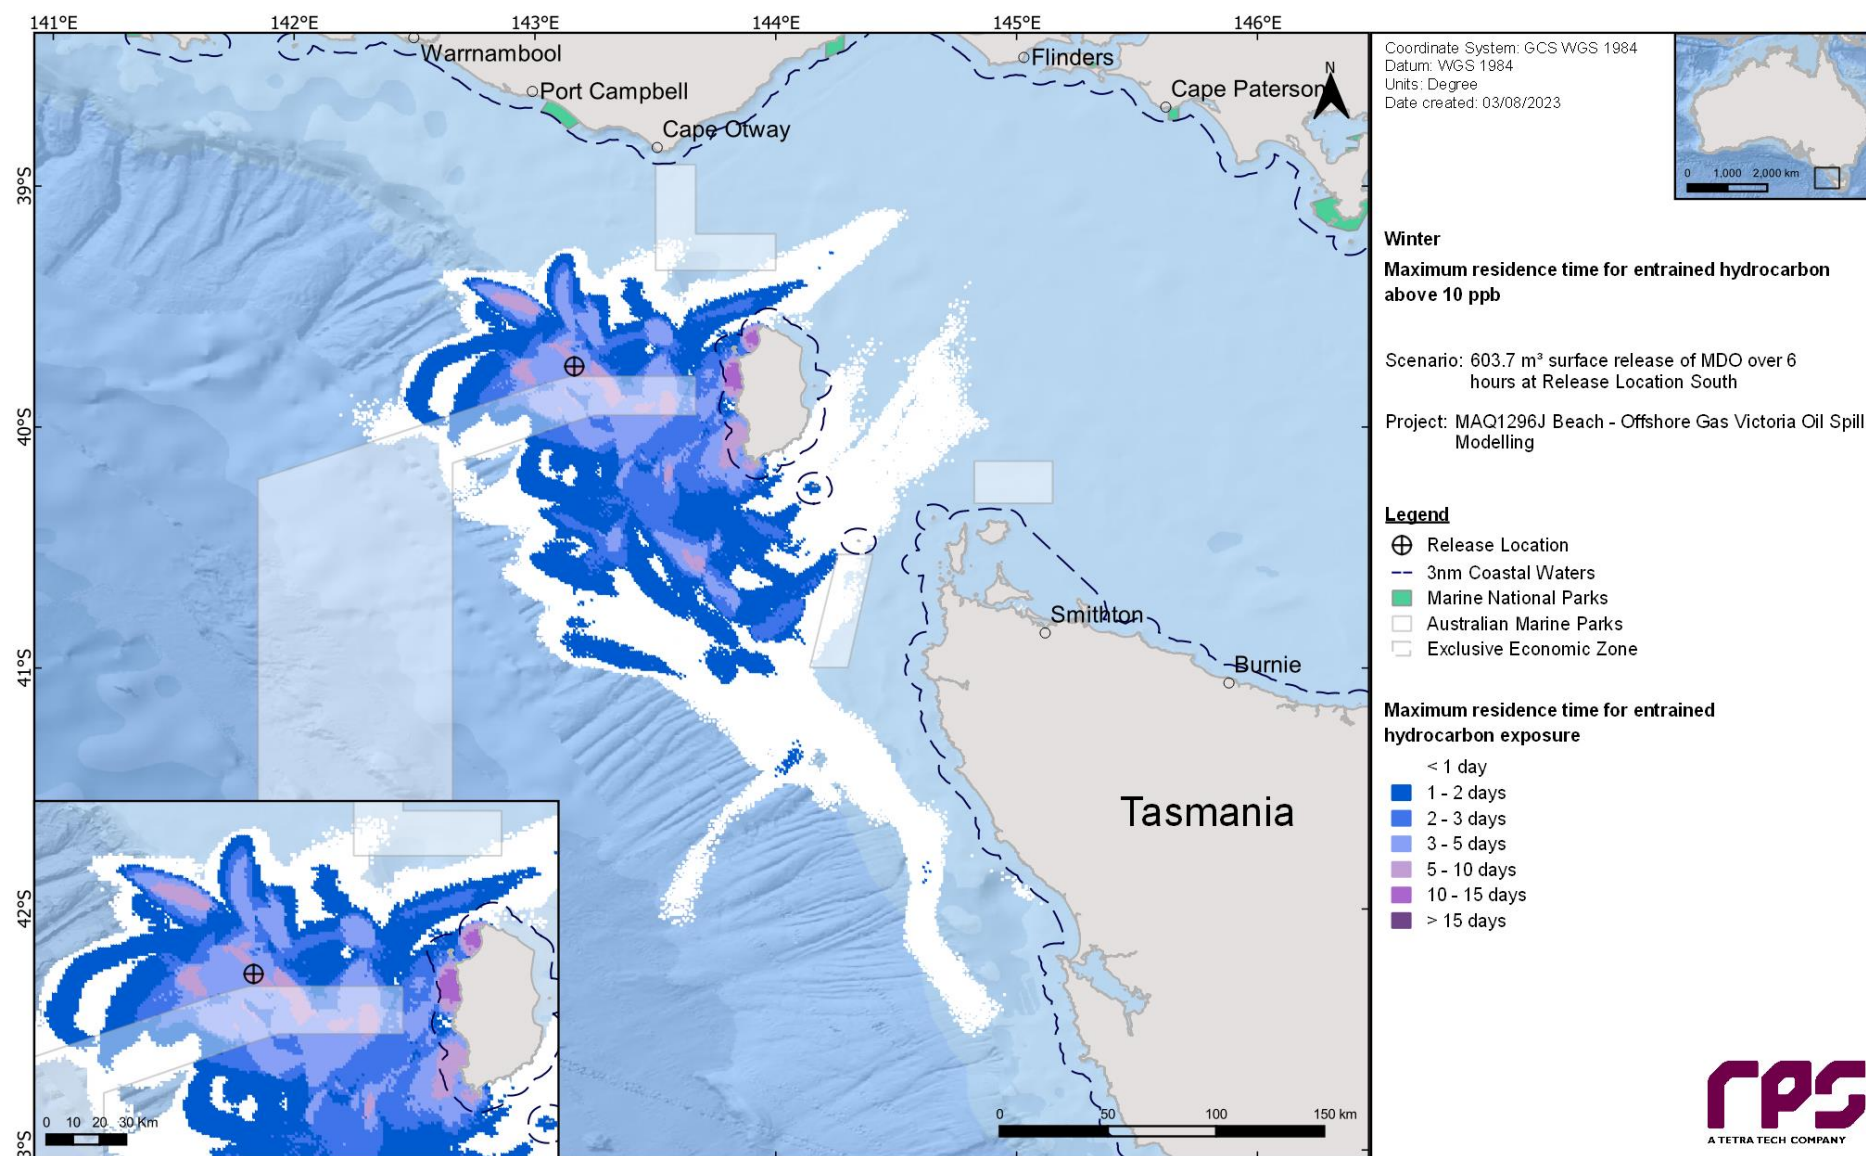 141°E 142°E 143°E 144°E 145°E 146°E
39°S
40°S
41°S
42°S
3°S
Warrnambool
Port Campbell
Cape Otway
Flinders
Cape Paterson
N
Smithton
Burnie
Tasmania
0 10 20 30 Km
0 50 100 150 km
Coordinate System: GCS WGS 1984
Datum: WGS 1984
Units: Degree
Date created: 03/08/2023
0 1,000 2,000 km
Winter
Maximum residence time for entrained hydrocarbon
above 10 ppb
Scenario: 603.7 m³ surface release of MDO over 6
hours at Release Location South
Project: MAQ1296J Beach - Offshore Gas Victoria Oil Spill
Modelling
Legend
Release Location
3nm Coastal Waters
Marine National Parks
Australian Marine Parks
Exclusive Economic Zone
Maximum residence time for entrained
hydrocarbon exposure
< 1 day
1 - 2 days
2 - 3 days
3 - 5 days
5 - 10 days
10 - 15 days
> 15 days
rps
A TETRA TECH COMPANY